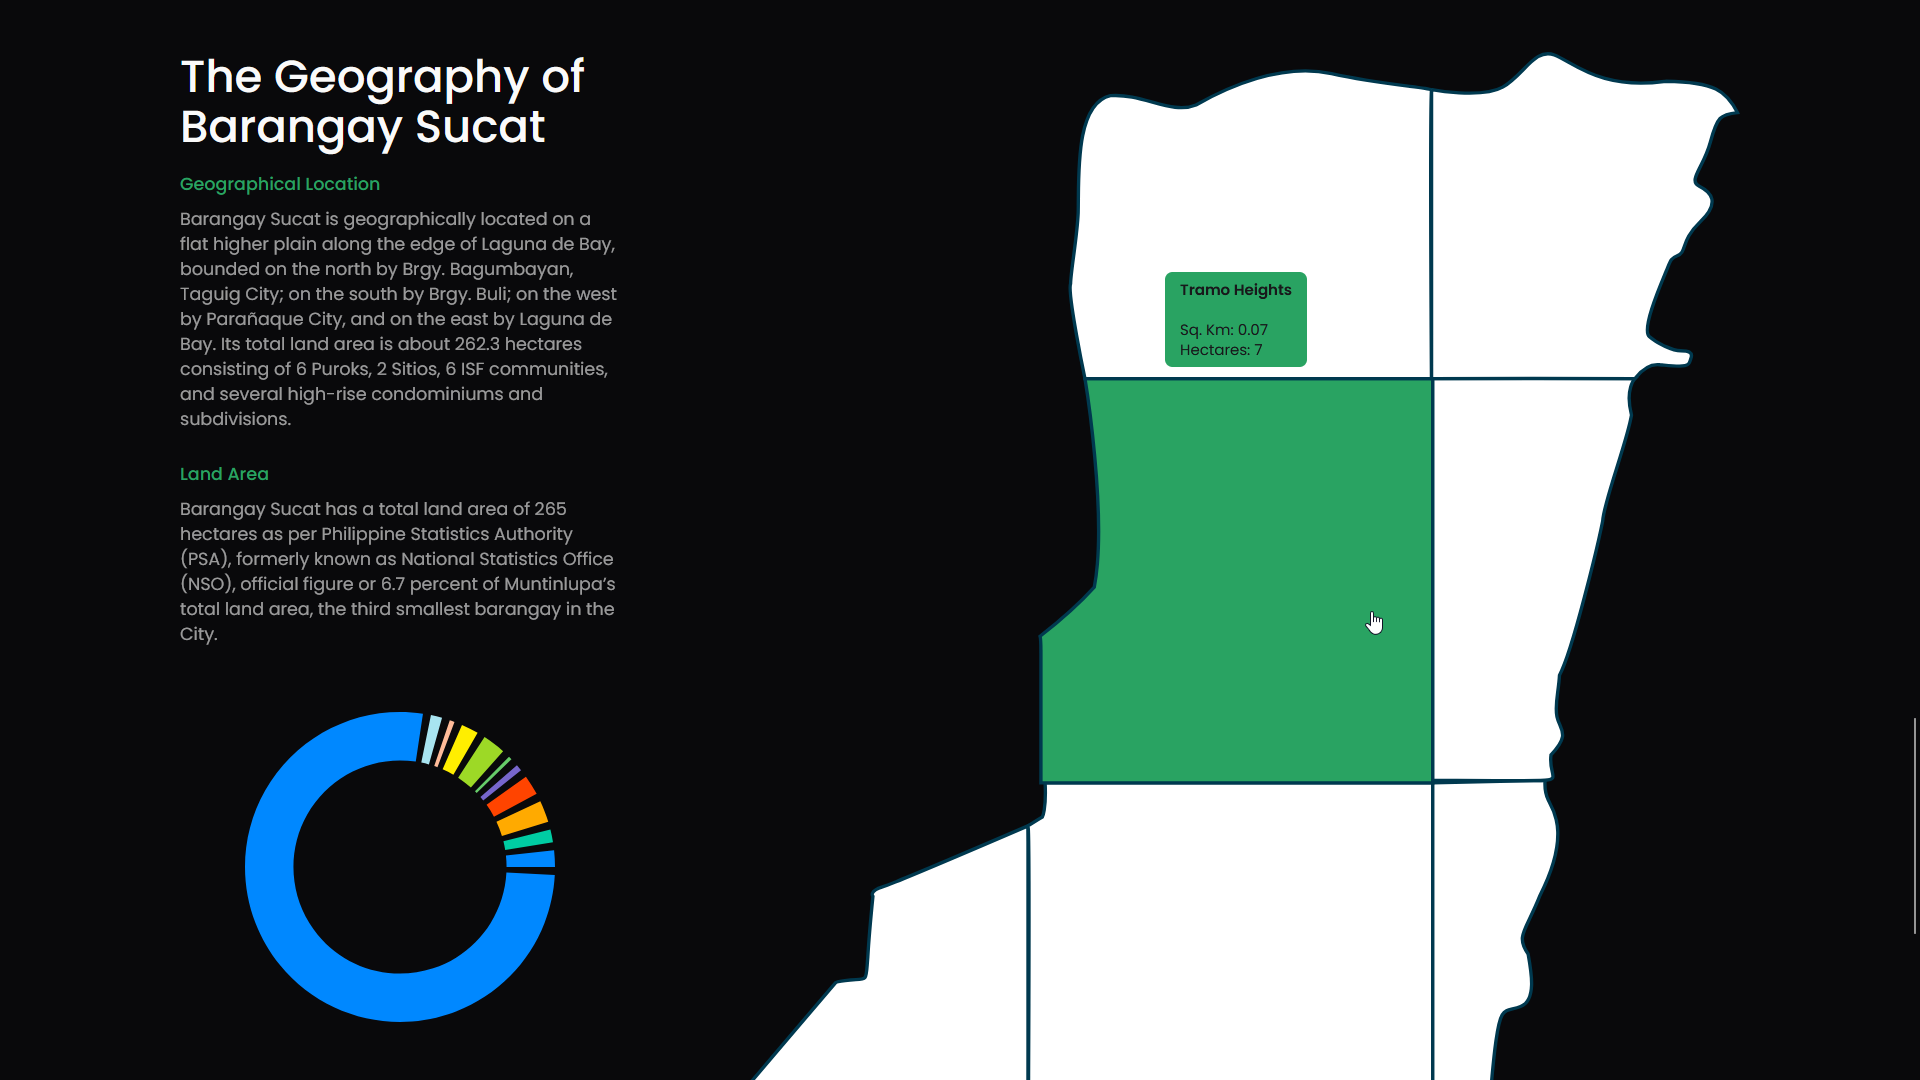 The Geography of
Barangay Sucat
Geographical Location
Barangay Sucat is geographically located on a
flat higher plain along the edge of Laguna de Bay,
bounded on the north by Brgy. Bagumbayan,
Taguig City; on the south by Brgy. Buli; on the west
by Parañaque City, and on the east by Laguna de
Bay. Its total land area is about 262.3 hectares
consisting of 6 Puroks, 2 Sitios, 6 ISF communities,
and several high-rise condominiums and
subdivisions.
Land Area
Barangay Sucat has a total land area of 265
hectares as per Philippine Statistics Authority
(PSA), formerly known as National Statistics Office
(NSO), official figure or 6.7 percent of Muntinlupa’s
total land area, the third smallest barangay in the
City.
Tramo Heights
Sq. Km: 0.07
Hectares: 7